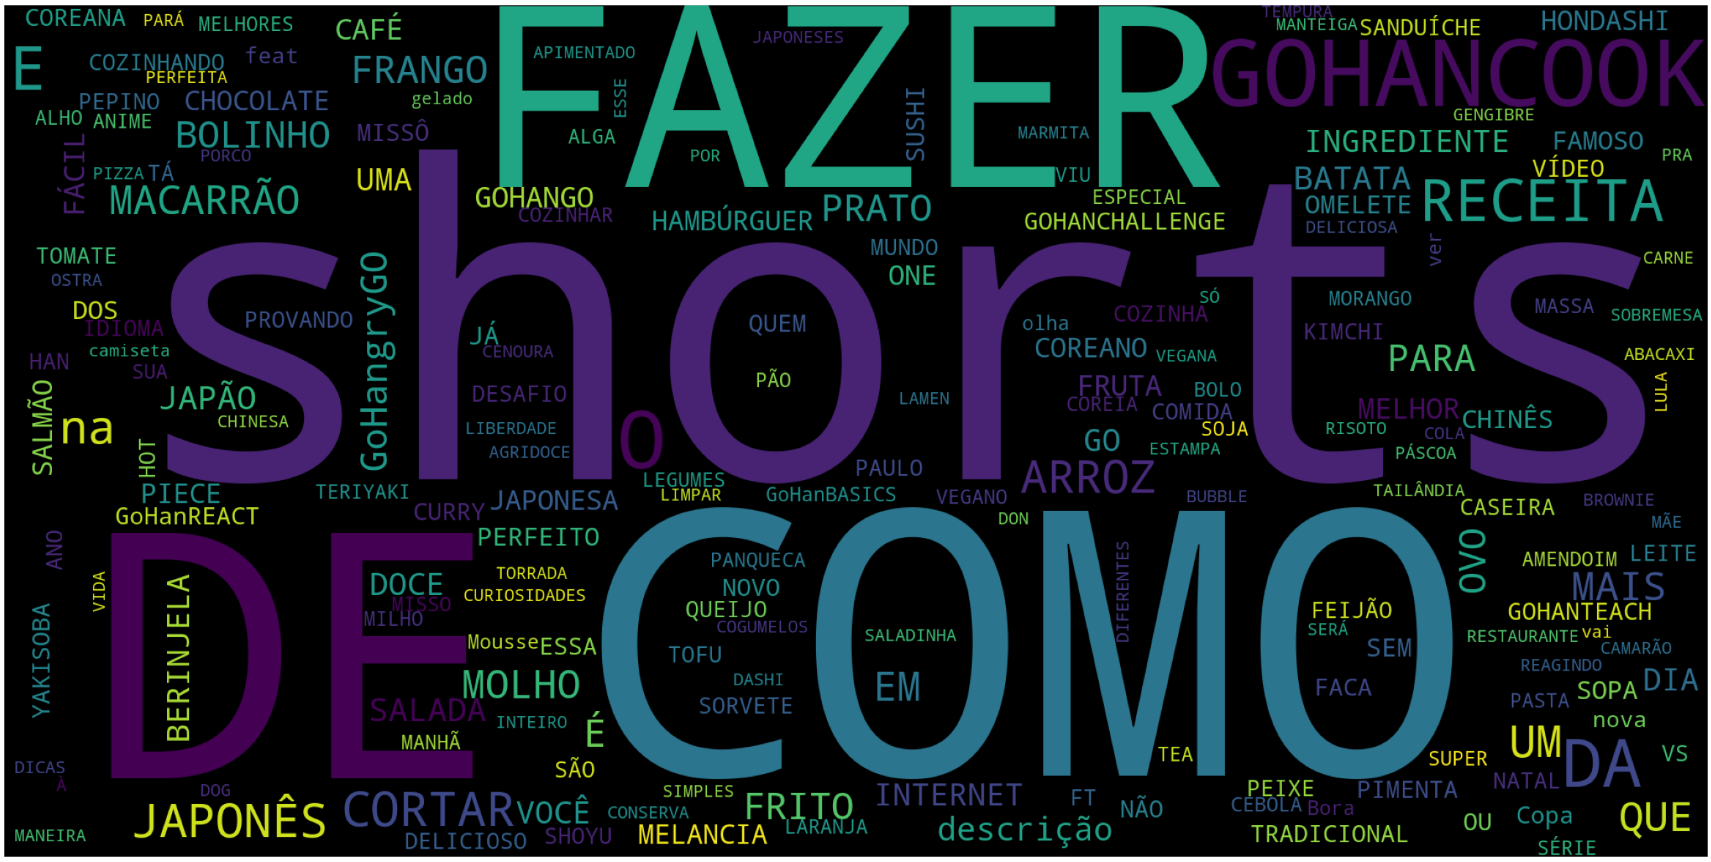 COREANA
PARÁ
MELHORES
CAFÉ
FAZER
JAPONESES
TEMPURA
MANTEIGA
SANDUÍCHE
HONDASHI
E
COZINHANDO
feat
PERFEITA
FRANGO
APIMENTADO
GOHANCOOK
PEPINO
CHOCOLATE
gelado
ESSE
SUSHI
ALHO
ANIME
BOLINHO
MISSÔ
ALGA
MARMITA
GENGIBRE
INGREDIENTE
FAMOSO
FÁCIL
PORCO
POR
PRA
PIZZA
TÁ
UMA
VIU
BATATA
VÍDEO
MACARRÃO
GOHANGO
COZINHAR
HAMBÚRGUER
PRATO
ESPECIAL
GOHANCHALLENGE
OMELETE
RECEITA
DELICIOSA
shorts
TOMATE
GoHangryGO
MUNDO
ver
CARNE
OSTRA
ONE
SÓ
MORANGO
MASSA
DOS
PROVANDO
QUEM
olha
COZINHA
SOBREMESA
IDIOMA
JÁ
KIMCHI
camiseta
CENOURA
COREANO
VEGANA
PARA
ABACAXI
HAN
SUA
PÃO
SALMÃO
JAPÃO
DESAFIO
LAMEN
FRUTA
BOLO
LULA
COREIA
COMIDA
MELHOR
na
CHINESA
LIBERDADE
O
SOJA
RISOTO
COLA
CHINÊS
HOT
AGRIDOCE
GO
ESTAMPA
PÁSCOA
PAULO
ARROZ
PIECE
TERIYAKI
LEGUMES
LIMPAR
GoHanBASICS
VEGANO
BUBBLE
TAILÂNDIA
BROWNIE
GoHanREACT
CURRY
JAPONESA
DON
CASEIRA
MÃE
ANO
DE
PERFEITO
COMO
OVO
LEITE
PANQUECA
DIFERENTES
AMENDOIM
VIDA
BERINJELA
DOCE
TORRADA
NOVO
MAIS
CURIOSIDADES
YAKISOBA
MISSO
MILHO
QUEIJO
COGUMELOS
FEIJÃO
GOHANTEACH
SERÁ
Mousse
ESSA
SALADINHA
RESTAURANTE
vai
TOFU
SEM
CAMARÃO
REAGINDO
MOLHO
DASHI
EM
FACA
SOPA
DIA
SALADA
SORVETE
PASTA
INTEIRO
nova
MANHÃ
É
TEA
UM
VS
DICAS
SÃO
SUPER
DA
À
DOG
SIMPLES
INTERNET
FT
PEIXE
PIMENTA
NATAL
JAPONÊS
CORTAR
VOCÊ
CONSERVA
FRITO
NÃO
CEBOLA
Bora
Copa
QUE
MANEIRA
DELICIOSO
SHOYU
MELANCIA
LARANJA
descrição
TRADICIONAL
OU
SÉRIE